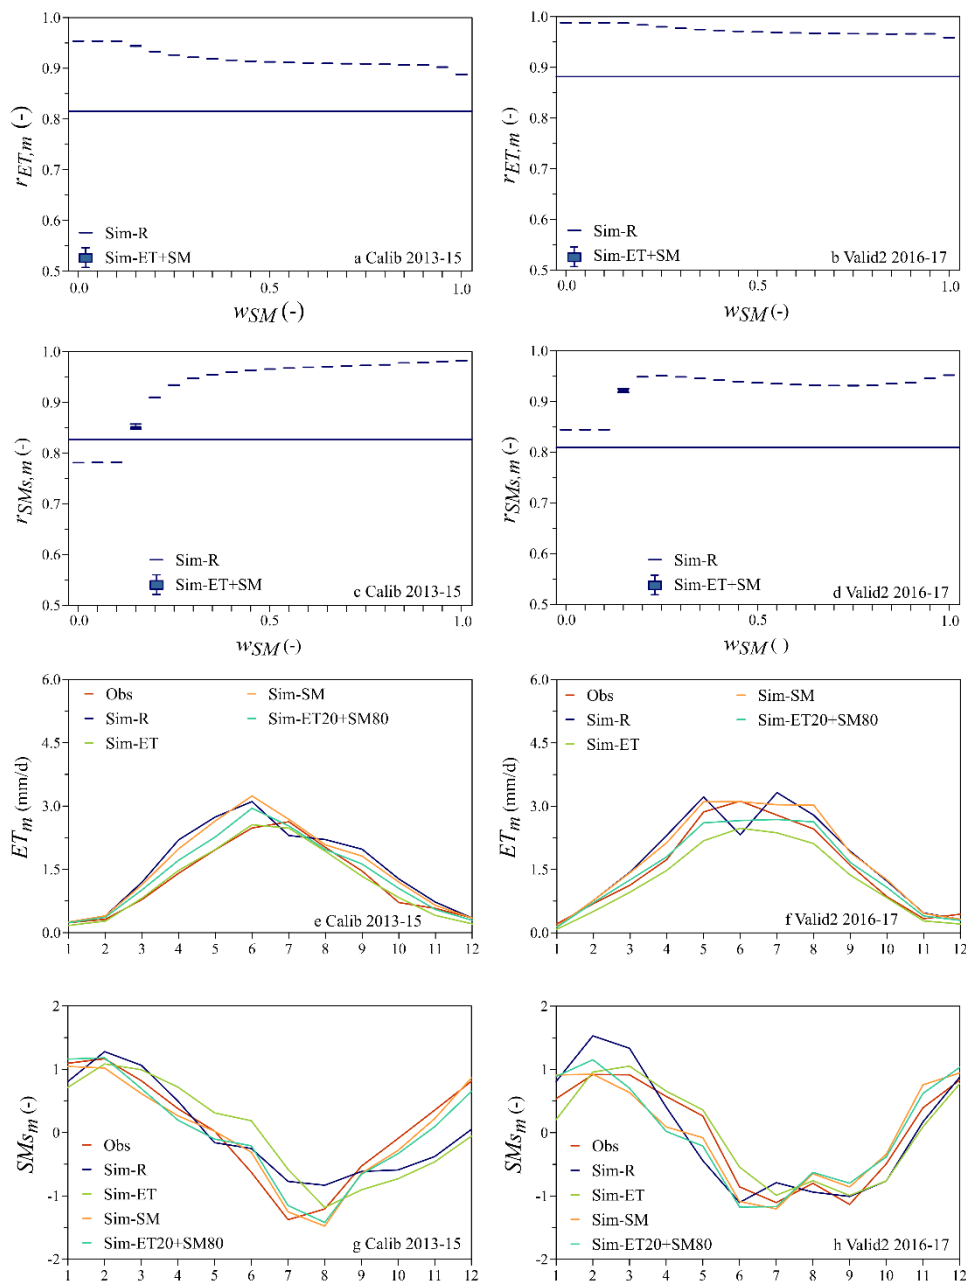 1.0
0.9
0.8
0.7
0.6
0.5
r_ET,m (-)
Sim-R
Sim-ET+SM
a Calib 2013-15
0.0
1.0
w_SM (-)
1.0
0.9
0.8
0.7
0.6
0.5
r_ET,m (-)
Sim-R
Sim-ET+SM
b Valid2 2016-17
0.0
0.5
1.0
w_SM (-)
1.0
0.9
0.8
0.7
0.6
0.5
r_SMs,m (-)
Sim-R
Sim-ET+SM
c Calib 2013-15
0.0
0.5
1.0
w_SM (-)
1.0
0.9
0.8
0.7
0.6
0.5
r_SMs,m (-)
Sim-R
Sim-ET+SM
d Valid2 2016-17
0.0
0.5
1.0
w_SM ( )
6.0
4.5
3.0
1.5
0.0
ET_m (mm/d)
Obs
Sim-R
Sim-ET
Sim-SM
Sim-ET20+SM80
e Calib 2013-15
1 2 3 4 5 6 7 8 9 10 11 12
6.0
4.5
3.0
1.5
0.0
ET_m (mm/d)
Obs
Sim-R
Sim-ET
Sim-SM
Sim-ET20+SM80
f Valid2 2016-17
1 2 3 4 5 6 7 8 9 10 11 12
2
1
0
-1
-2
SMs_m (-)
Obs
Sim-R
Sim-ET
Sim-SM
Sim-ET20+SM80
g Calib 2013-15
1 2 3 4 5 6 7 8 9 10 11 12
2
1
0
-1
-2
SMs_m (-)
Obs
Sim-R
Sim-ET
Sim-SM
Sim-ET20+SM80
h Valid2 2016-17
1 2 3 4 5 6 7 8 9 10 11 12